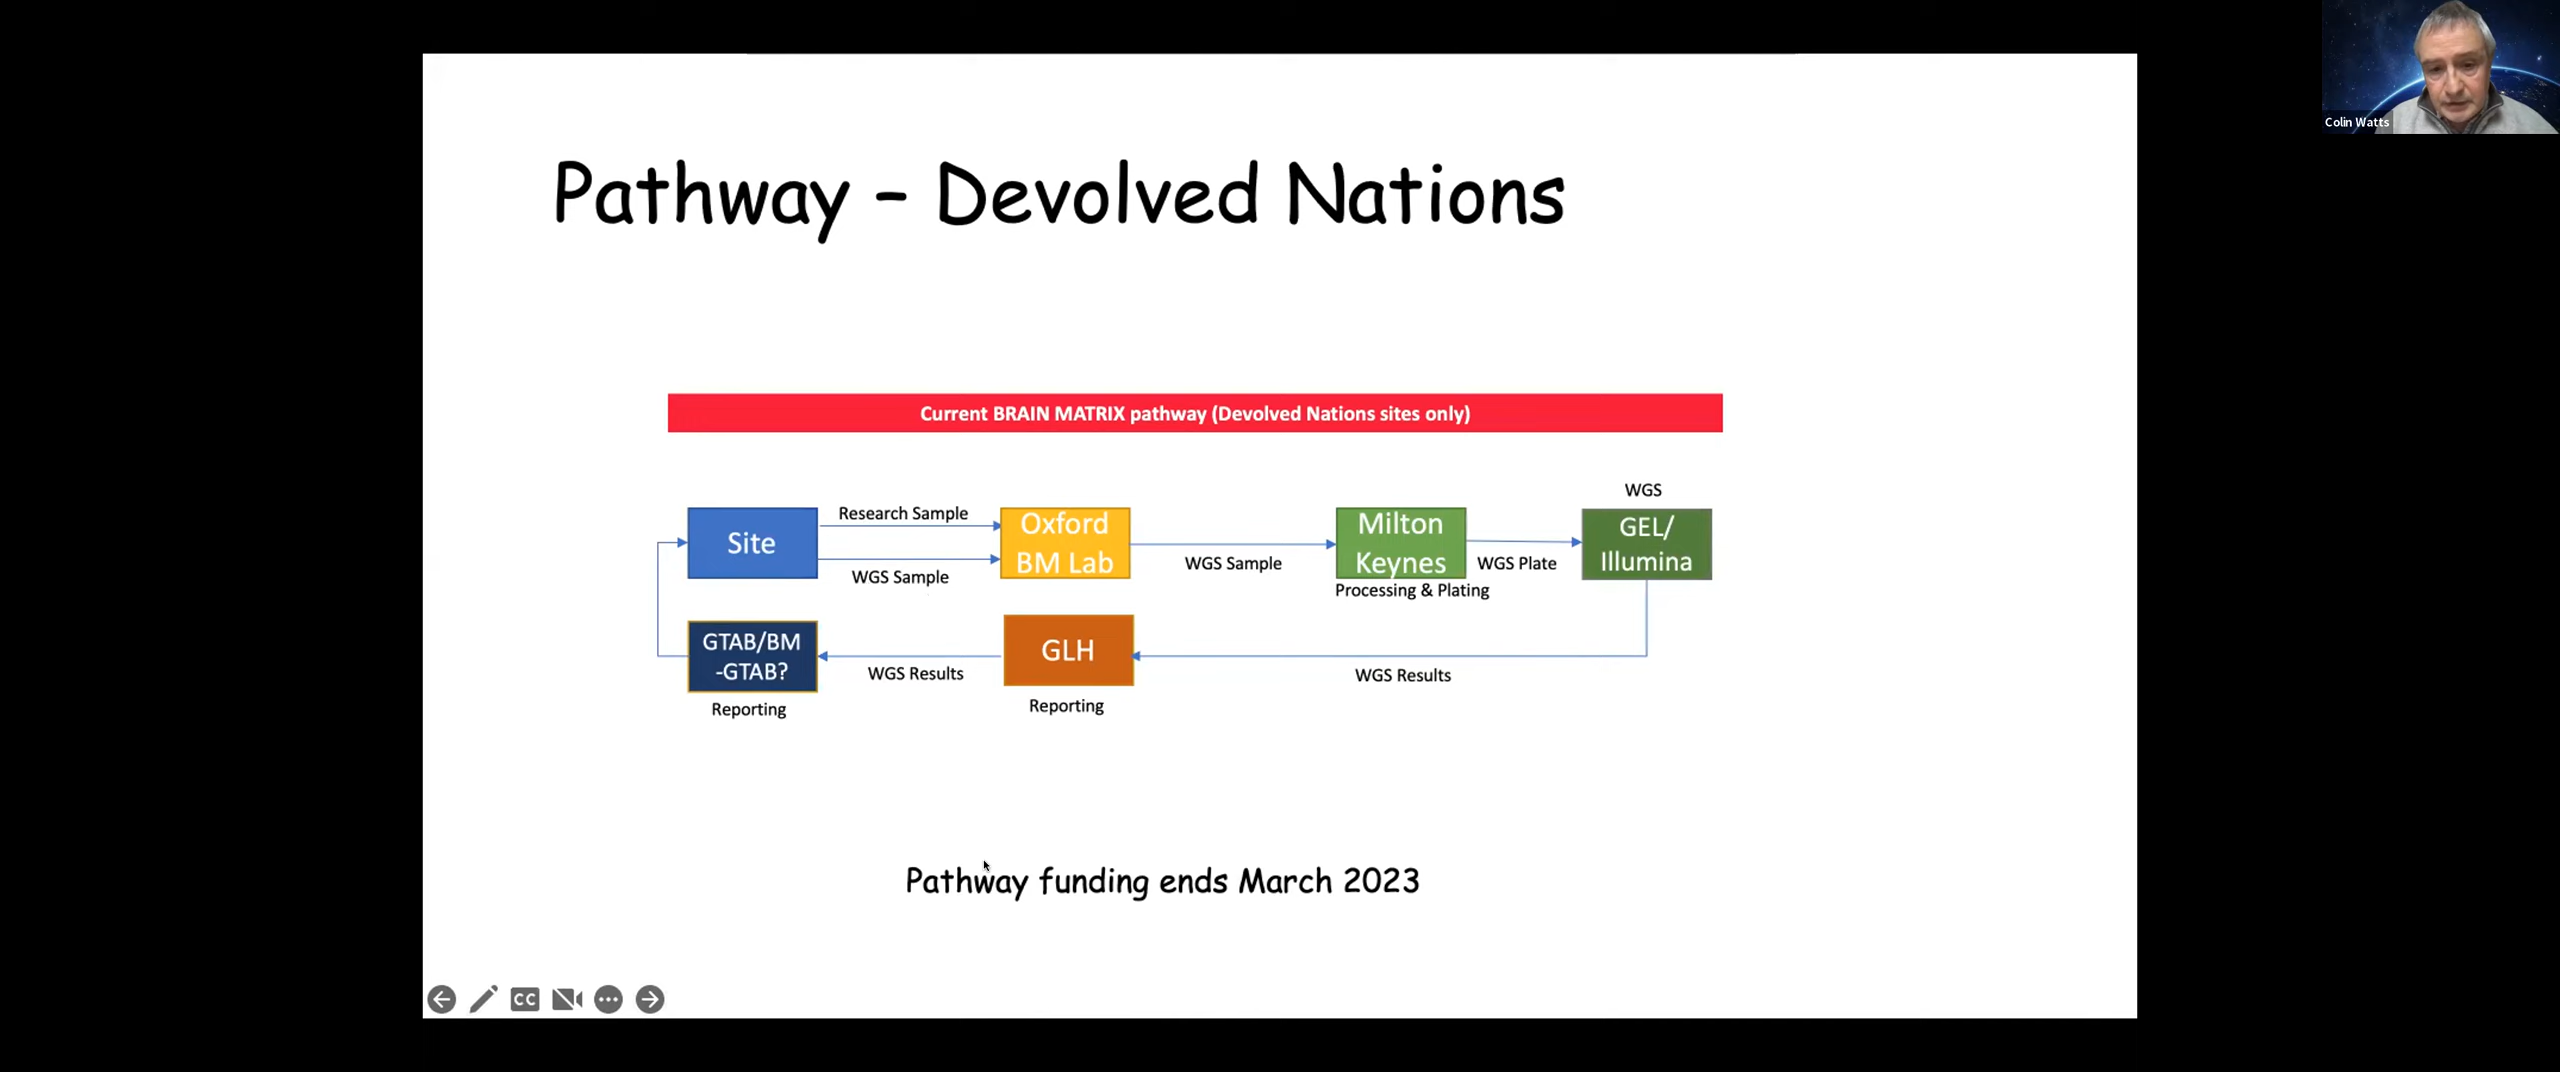 Colin Watts
Pathway - Devolved Nations
Current BRAIN MATRIX pathway (Devolved Nations sites only)
WGS
Site
Research Sample
WGS Sample
Oxford
BM Lab
WGS Sample
Milton
Keynes
Processing & Plating
WGS Plate
GEL/
Illumina
WGS Results
GLH
Reporting
WGS Results
GTAB/BM
-GTAB?
Reporting
Pathway funding ends March 2023
CC